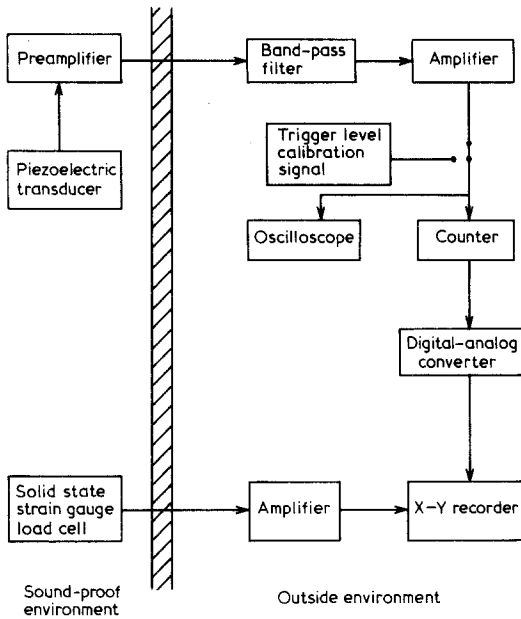 Preamplifier
Band-pass
filter
Amplifier
Piezoelectric
transducer
Trigger level
calibration
signal
Oscilloscope
Counter
Digital-analog
converter
Solid state
strain gauge
load cell
Amplifier
X-Y recorder
Sound-proof
environment
Outside environment